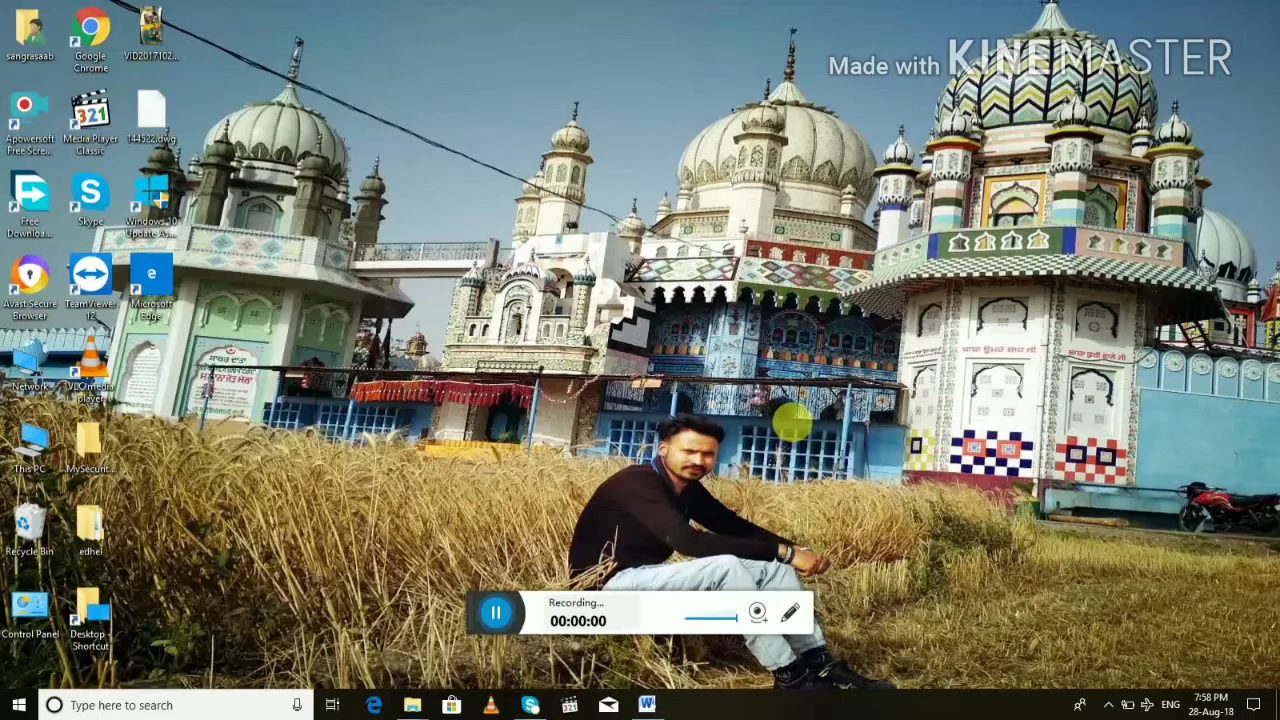 Made with KINEMASTER
sangrasaab
Google
Chrome
VID2017102...
Apowersoft
Free Scre...
Media Player
Classic
321
144522.dwg
Free
Downloa...
Skype
Windows 10
Update As...
Avast Secure
Browser
TeamViewer
12
Microsoft
Edge
Network
VLC media
player
This PC
MySecurit...
Recycle Bin
edhel
Control Panel
Desktop -
Shortcut
Recording...
00:00:00
Type here to search
ENG
7:58 PM
28-Aug-18